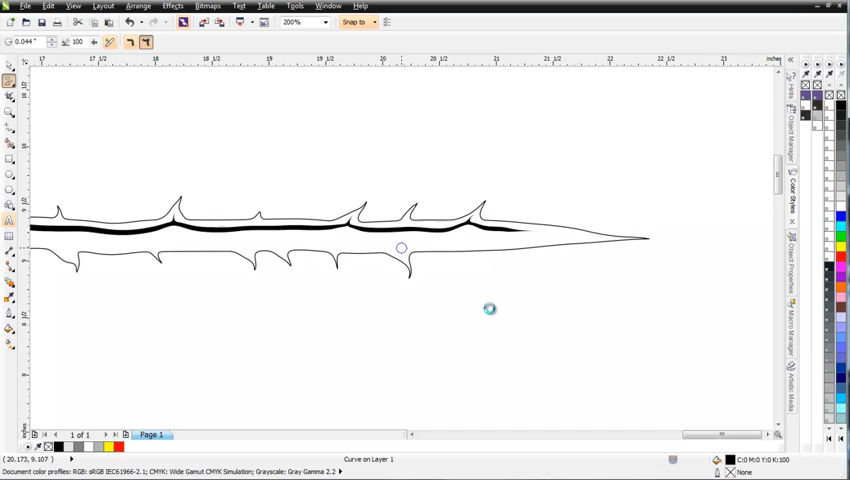 File Edit View Layout Arrange Effects Bitmaps Text Table Tools Window Help
200% Snap to
0.044 " 100
17 17 1/2 18 18 1/2 19 19 1/2 20 20 1/2 21 21 1/2 22 22 1/2 23 inches
Hints
Object Manager
Color Styles
Object Properties
Macro Manager
Artistic Media
inches
1 of 1 Page 1
( 20.173, 9.107 ) Curve on Layer 1 C:0 M:0 Y:0 K:100
Document color profiles: RGB: sRGB IEC61966-2.1; CMYK: Wide Gamut CMYK Simulation; Grayscale: Gray Gamma 2.2 None